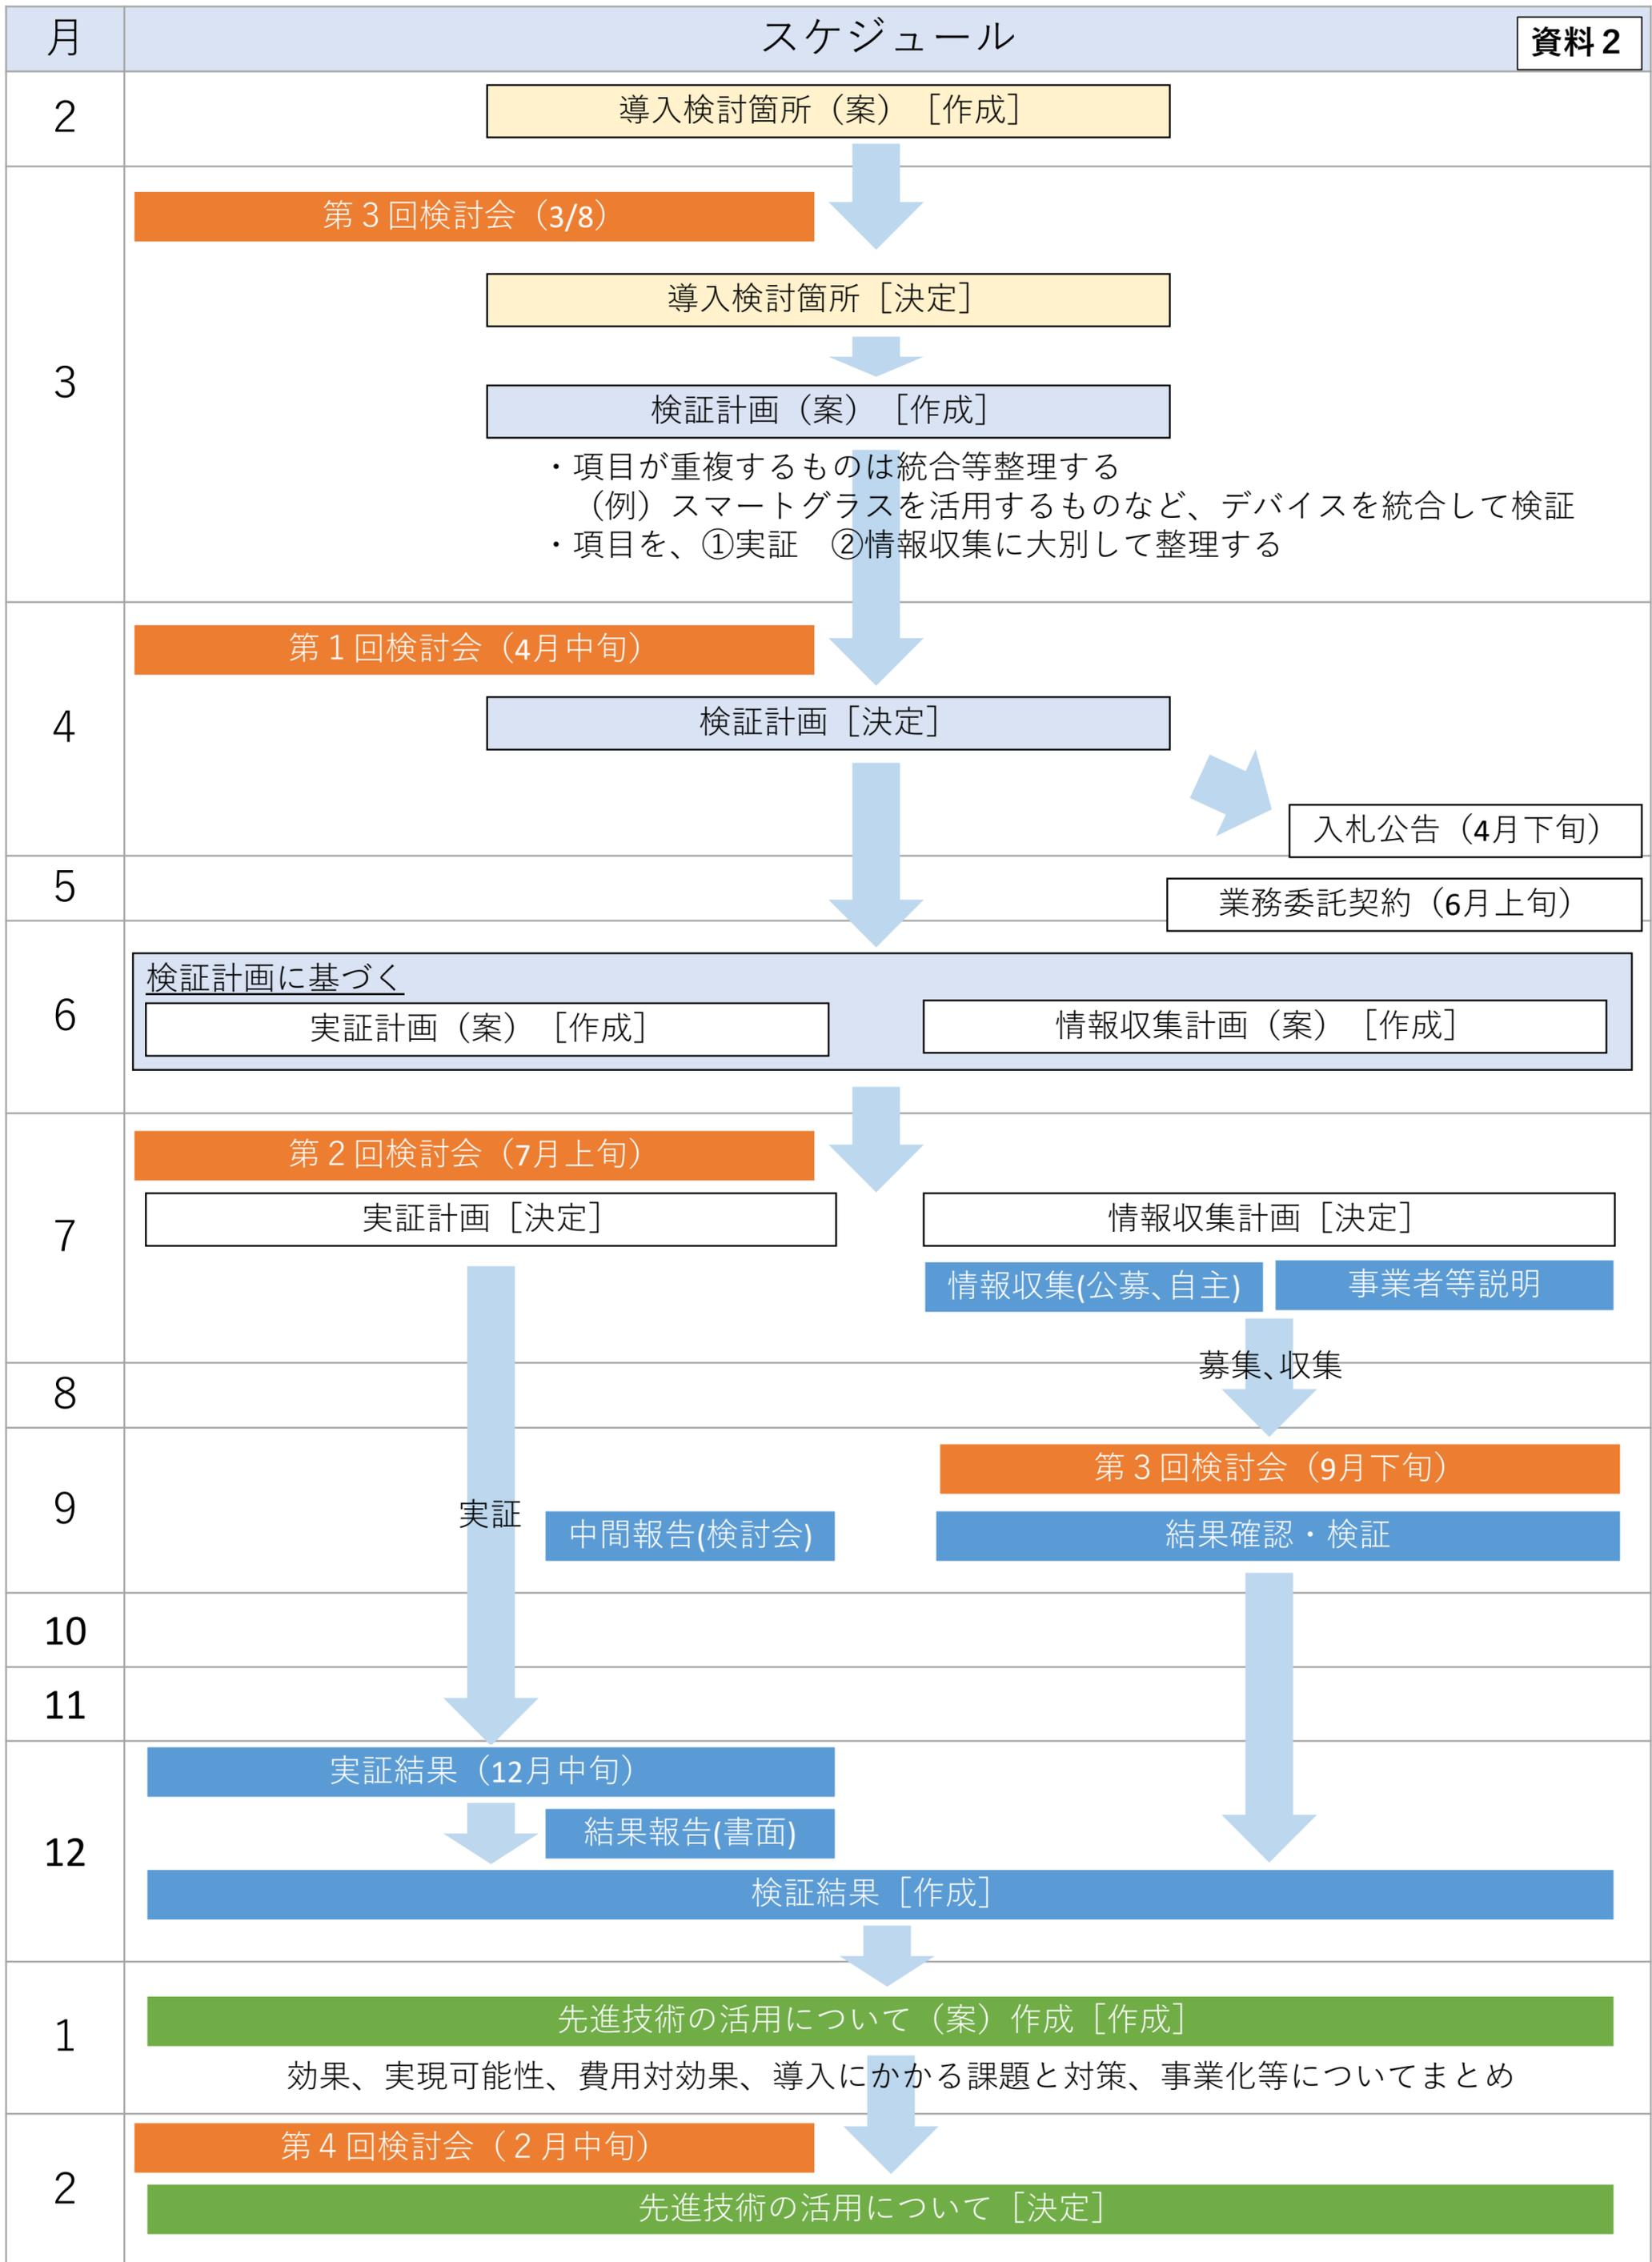 月
スケジュール
資料２
2
導入検討箇所（案）［作成］
3
第３回検討会（3/8）
導入検討箇所［決定］
検証計画（案）［作成］
・項目が重複するものは統合等整理する
（例）スマートグラスを活用するものなど、デバイスを統合して検証
・項目を、①実証　②情報収集に大別して整理する
4
第１回検討会（4月中旬）
検証計画［決定］
入札公告（4月下旬）
5
業務委託契約（6月上旬）
6
検証計画に基づく
実証計画（案）［作成］
情報収集計画（案）［作成］
7
第２回検討会（7月上旬）
実証計画［決定］
情報収集計画［決定］
情報収集(公募、自主)
事業者等説明
募集、収集
8
9
第３回検討会（9月下旬）
実証
中間報告(検討会)
結果確認・検証
10
11
12
実証結果（12月中旬）
結果報告(書面)
検証結果［作成］
1
先進技術の活用について（案）作成［作成］
効果、実現可能性、費用対効果、導入にかかる課題と対策、事業化等についてまとめ
2
第４回検討会（２月中旬）
先進技術の活用について［決定］